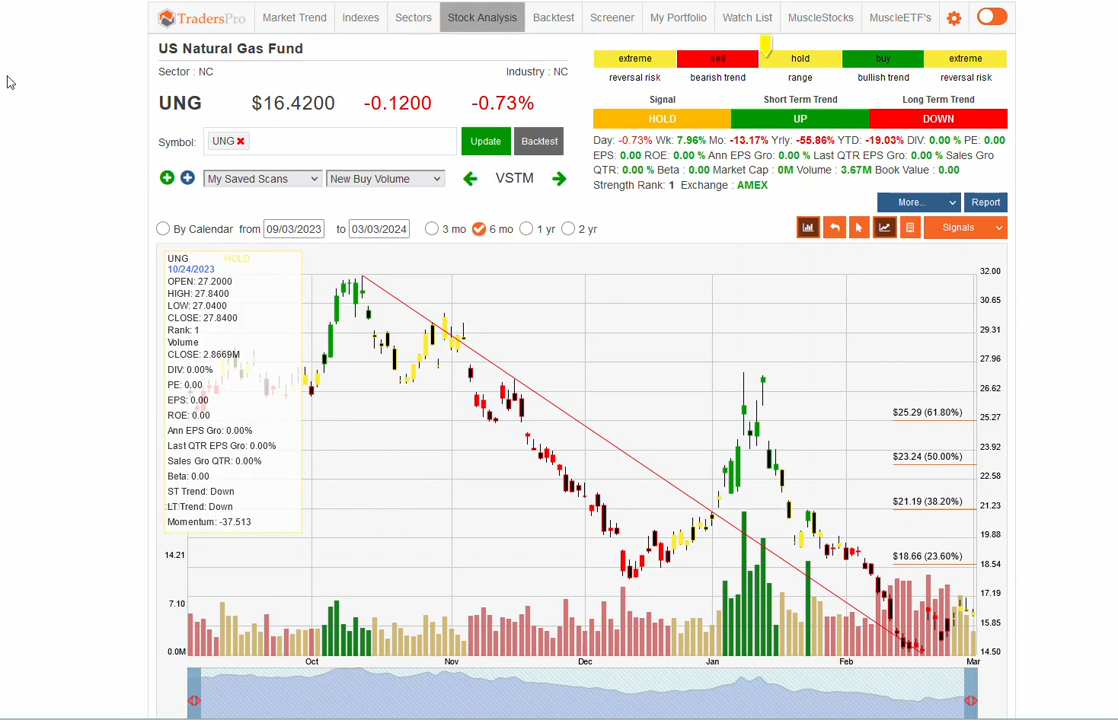 TradersPro Market Trend Indexes Sectors Stock Analysis Backtest Screener My Portfolio Watch List MuscleStocks MuscleETF's
US Natural Gas Fund
Sector : NC Industry : NC
UNG $16.4200 -0.1200 -0.73%
Symbol: UNG Update Backtest
My Saved Scans New Buy Volume VSTM
extreme sell hold buy extreme
reversal risk bearish trend range bullish trend reversal risk
Signal Short Term Trend Long Term Trend
HOLD UP DOWN
Day: -0.73% Wk: 7.96% Mo: -13.17% Yrly: -55.86% YTD: -19.03% DIV: 0.00 % PE: 0.00
EPS: 0.00 ROE: 0.00 % Ann EPS Gro: 0.00 % Last QTR EPS Gro: 0.00 % Sales Gro
QTR: 0.00 % Beta : 0.00 Market Cap : 0M Volume : 3.67M Book Value : 0.00
Strength Rank: 1 Exchange : AMEX
More... Report
By Calendar from 09/03/2023 to 03/03/2024 3 mo 6 mo 1 yr 2 yr Signals
UNG HOLD
10/24/2023
OPEN: 27.2000
HIGH: 27.8400
LOW: 27.0400
CLOSE: 27.8400
Rank: 1
Volume
CLOSE: 2.8669M
DIV: 0.00%
PE: 0.00
EPS: 0.00
ROE: 0.00
Ann EPS Gro: 0.00%
Last QTR EPS Gro: 0.00%
Sales Gro QTR: 0.00%
Beta: 0.00
ST Trend: Down
LT Trend: Down
Momentum: -37.513
32.00
30.65
29.31
27.96
26.62
25.27
23.92
22.58
21.23
19.88
18.54
17.19
15.85
14.50
$25.29 (61.80%)
$23.24 (50.00%)
$21.19 (38.20%)
$18.66 (23.60%)
14.21
7.10
0.0M
Oct Nov Dec Jan Feb Mar